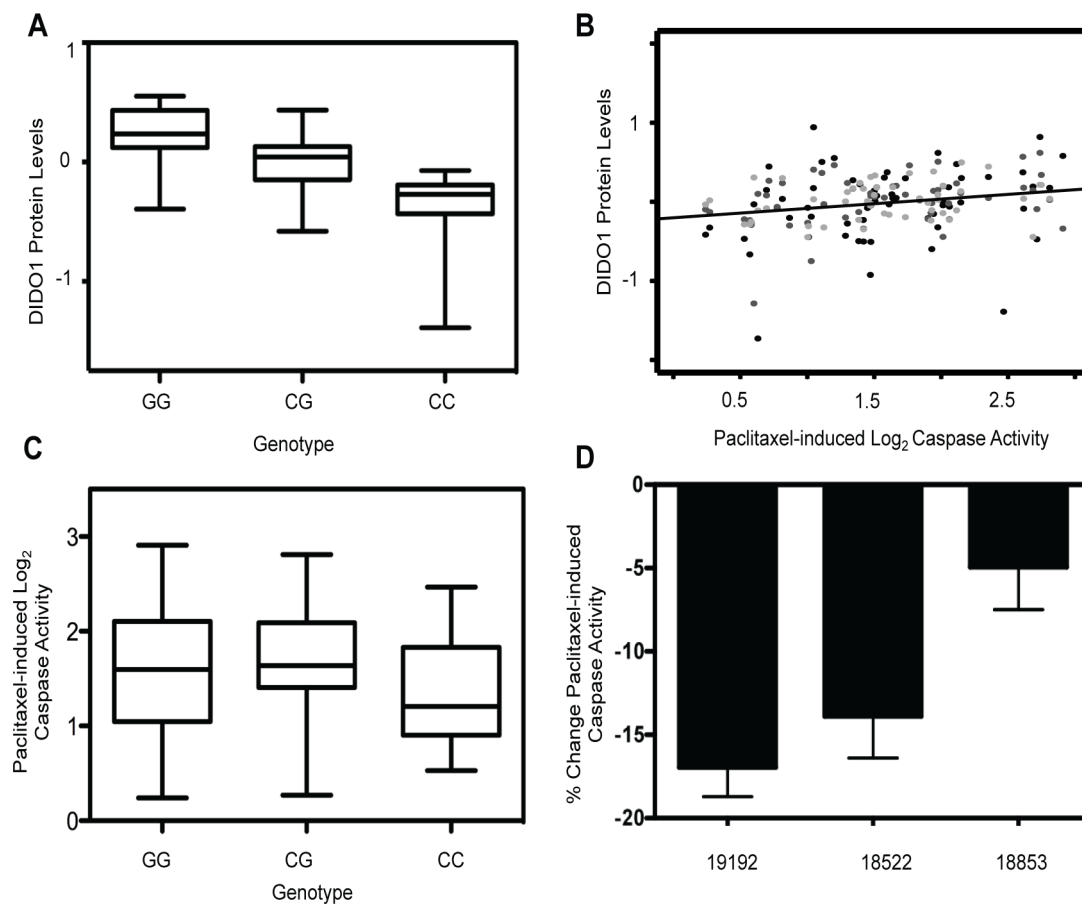 A
1
0
-1
DIDO1 Protein Levels
GG
CG
CC
Genotype
B
1
-1
DIDO1 Protein Levels
0.5
1.5
2.5
Paclitaxel-induced Log2 Caspase Activity
C
3
2
1
0
Paclitaxel-induced Log2
Caspase Activity
GG
CG
CC
Genotype
D
0
-5
-10
-15
-20
% Change Paclitaxel-induced
Caspase Activity
19192
18522
18853